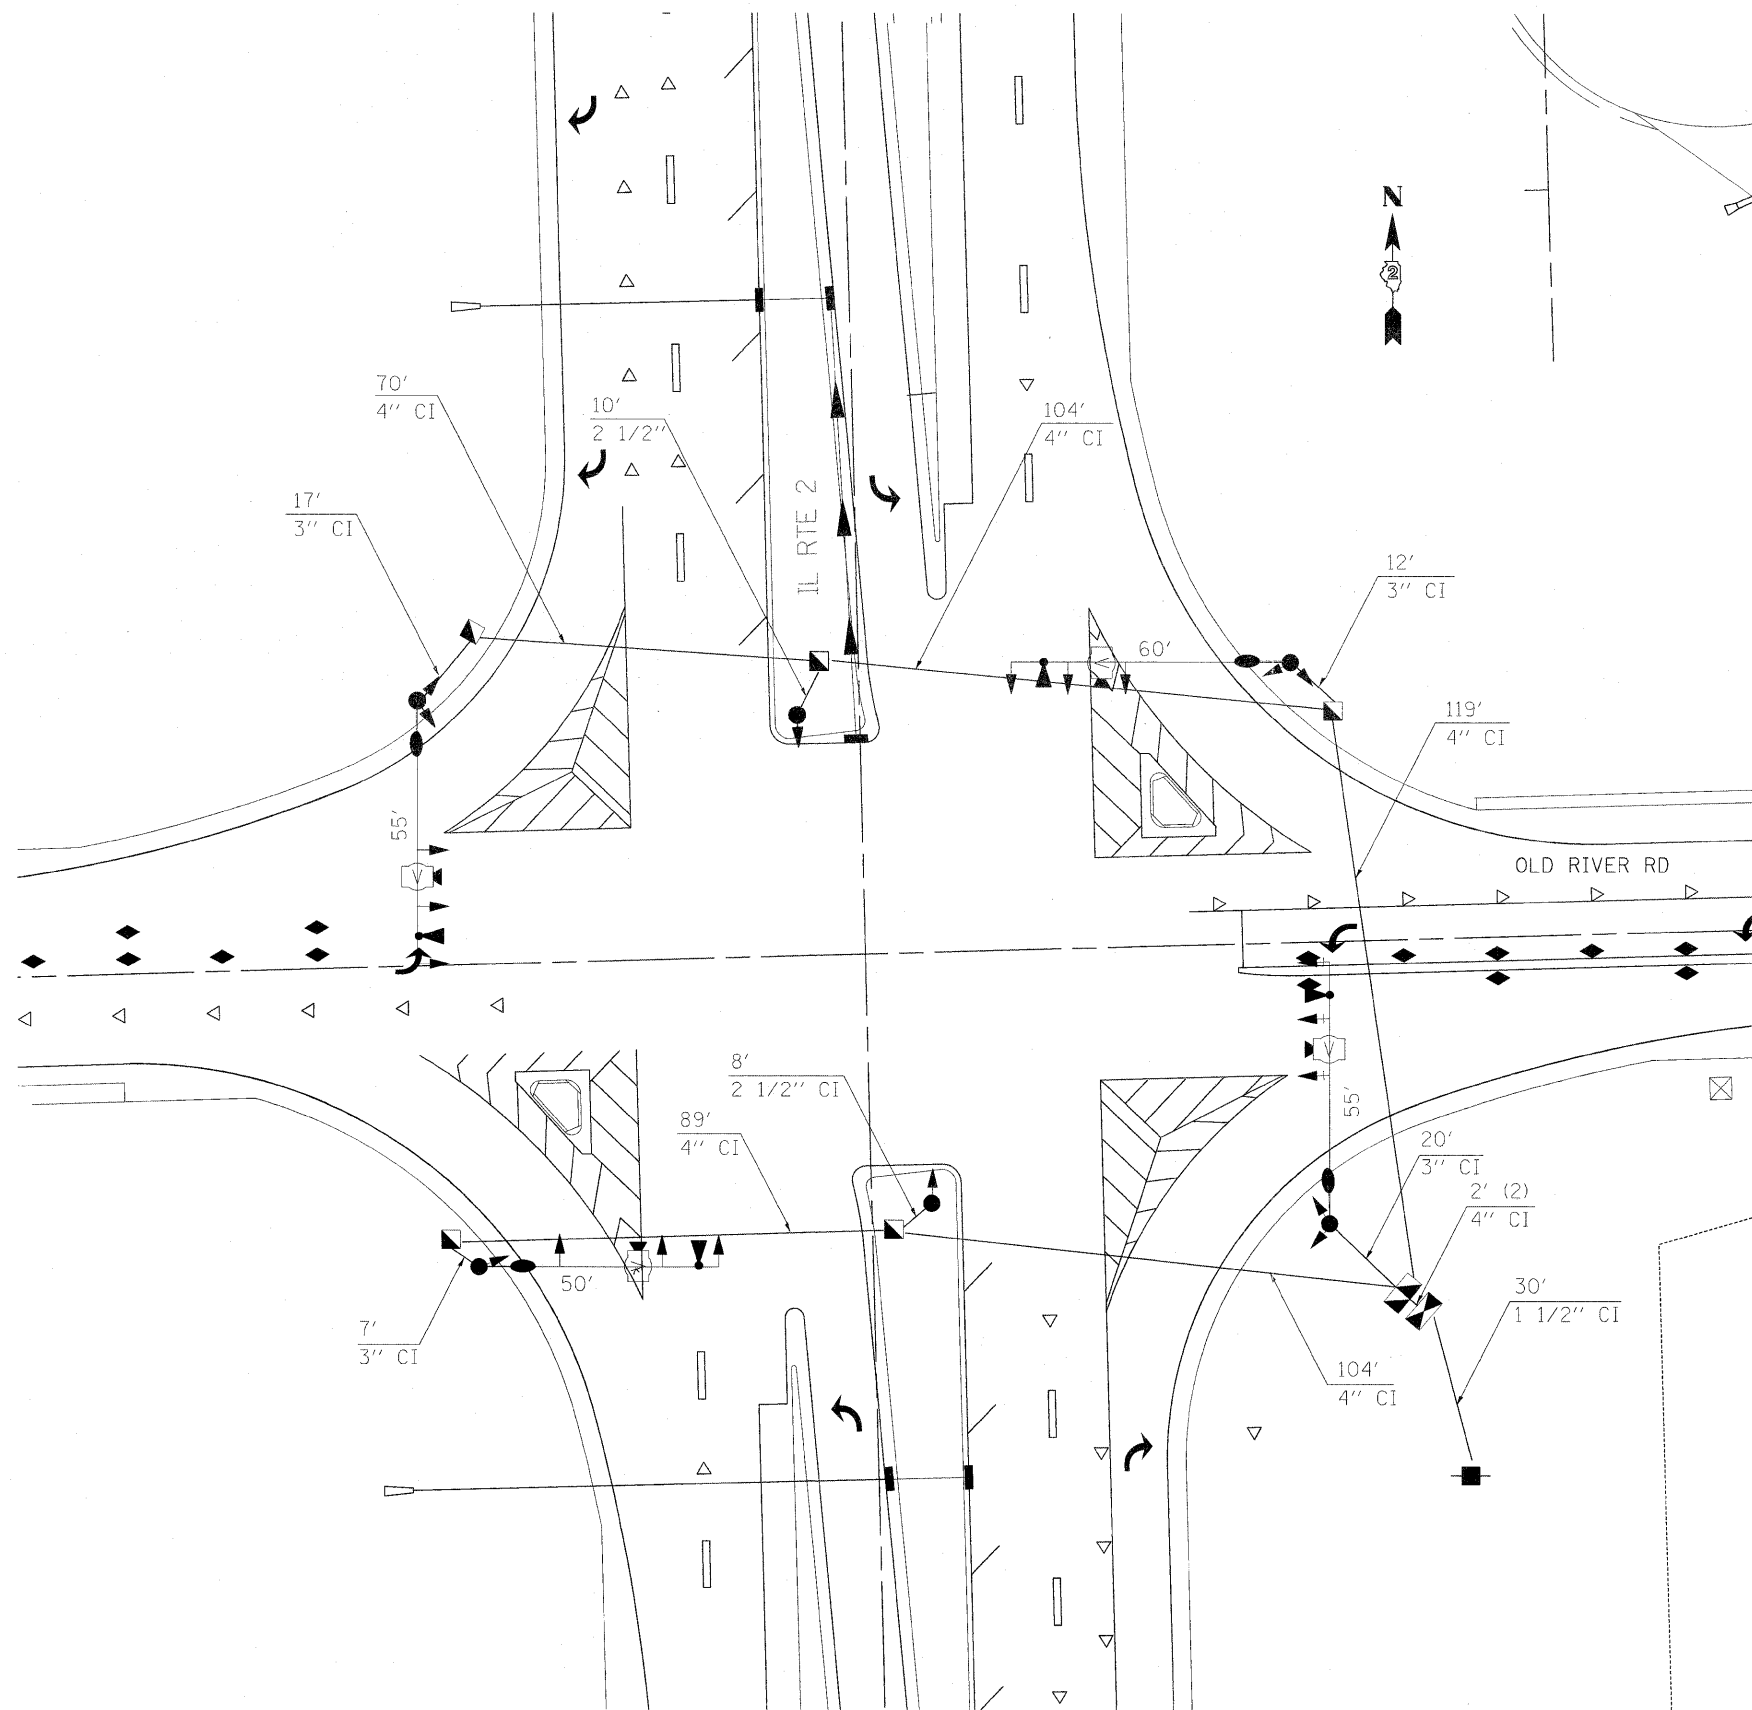 N
2
70'
4" CI
10'
2 1/2"
104'
4" CI
17'
3" CI
IL RTE 2
12'
3" CI
60'
119'
4" CI
55'
V
V
OLD RIVER RD
8'
2 1/2" CI
89'
4" CI
V
55'
20'
3" CI
2' (2)
4" CI
50'
V
30'
1 1/2" CI
7'
3" CI
104'
4" CI